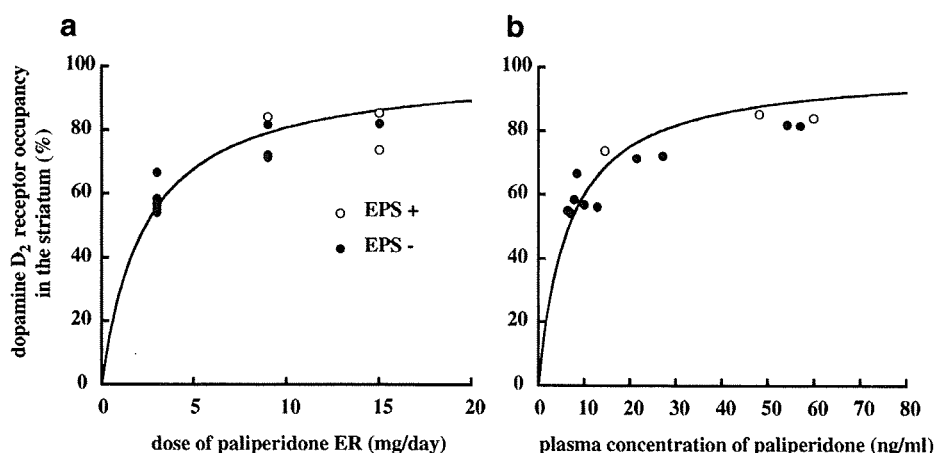 a
b
dopamine D2 receptor occupancy
in the striatum (%)
100
80
60
40
20
0
0 5 10 15 20
dose of paliperidone ER (mg/day)
EPS +
EPS -
100
80
60
40
20
0
0 10 20 30 40 50 60 70 80
plasma concentration of paliperidone (ng/ml)